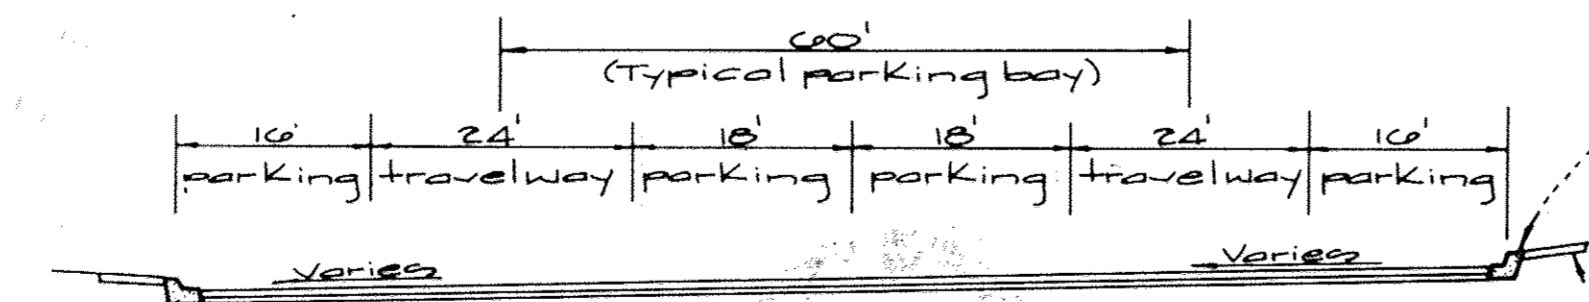 60'
(Typical parking bay)
16' 24' 18' 18' 24' 16'
parking travelway parking parking travelway parking
Varies Varies